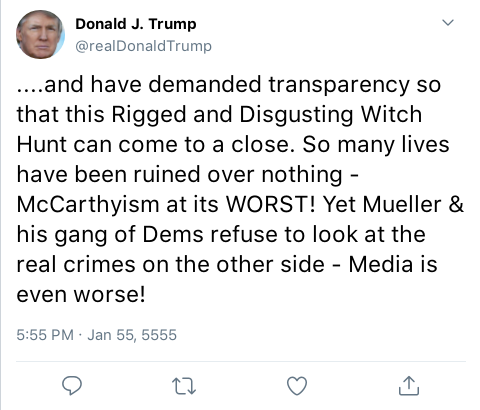 Donald J. Trump
@realDonaldTrump
....and have demanded transparency so
that this Rigged and Disgusting Witch
Hunt can come to a close. So many lives
have been ruined over nothing -
McCarthyism at its WORST! Yet Mueller &
his gang of Dems refuse to look at the
real crimes on the other side - Media is
even worse!
5:55 PM · Jan 55, 5555